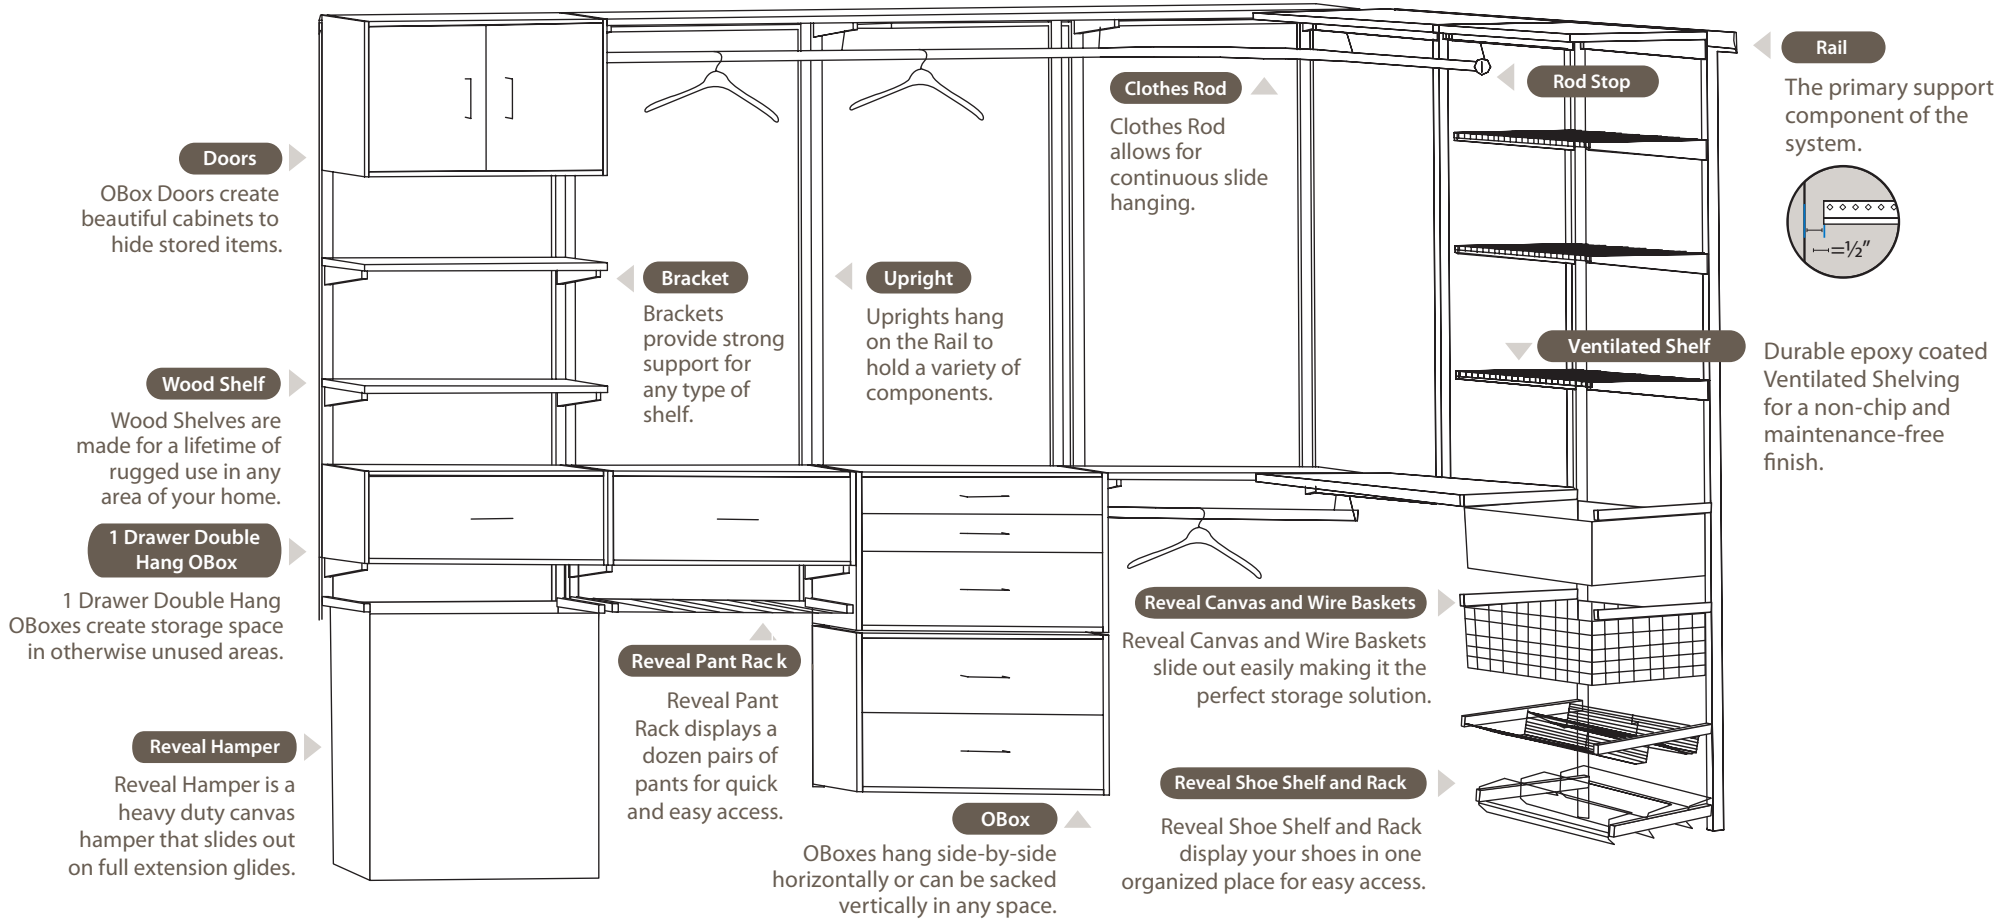 Doors
OBox Doors create
beautiful cabinets to
hide stored items.
Wood Shelf
Wood Shelves are
made for a lifetime of
rugged use in any
area of your home.
1 Drawer Double
Hang OBox
1 Drawer Double Hang
OBoxes create storage space
in otherwise unused areas.
Reveal Hamper
Reveal Hamper is a
heavy duty canvas
hamper that slides out
on full extension glides.
Bracket
Brackets
provide strong
support for
any type of
shelf.
Reveal Pant Rac k
Reveal Pant
Rack displays a
dozen pairs of
pants for quick
and easy access.
Upright
Uprights hang
on the Rail to
hold a variety of
components.
OBox
OBoxes hang side-by-side
horizontally or can be sacked
vertically in any space.
Clothes Rod
Clothes Rod
allows for
continuous slide
hanging.
Reveal Canvas and Wire Baskets
Reveal Canvas and Wire Baskets
slide out easily making it the
perfect storage solution.
Reveal Shoe Shelf and Rack
Reveal Shoe Shelf and Rack
display your shoes in one
organized place for easy access.
Rod Stop
Rail
The primary support
component of the
system.
=½”
Ventilated Shelf
Durable epoxy coated
Ventilated Shelving
for a non-chip and
maintenance-free
finish.